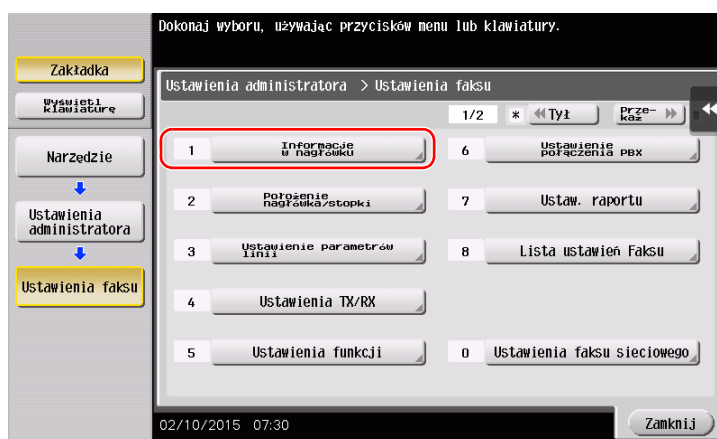 Dokonaj wyboru, używając przycisków menu lub klawiatury.
Zakładka
Wyświetl
klawiaturę
Narzędzie
Ustawienia
administratora
Ustawienia faksu
Ustawienia administratora > Ustawienia faksu
1/2 * Tył Prze-
każ
1 Informacje
w nagłówku
2 Położenie
nagłówka/stopki
3 Ustawienie parametrów
linii
4 Ustawienia TX/RX
5 Ustawienia funkcji
6 Ustawienie
połączenia PBX
7 Ustaw. raportu
8 Lista ustawień Faksu
0 Ustawienia faksu sieciowego
02/10/2015 07:30
Zamknij